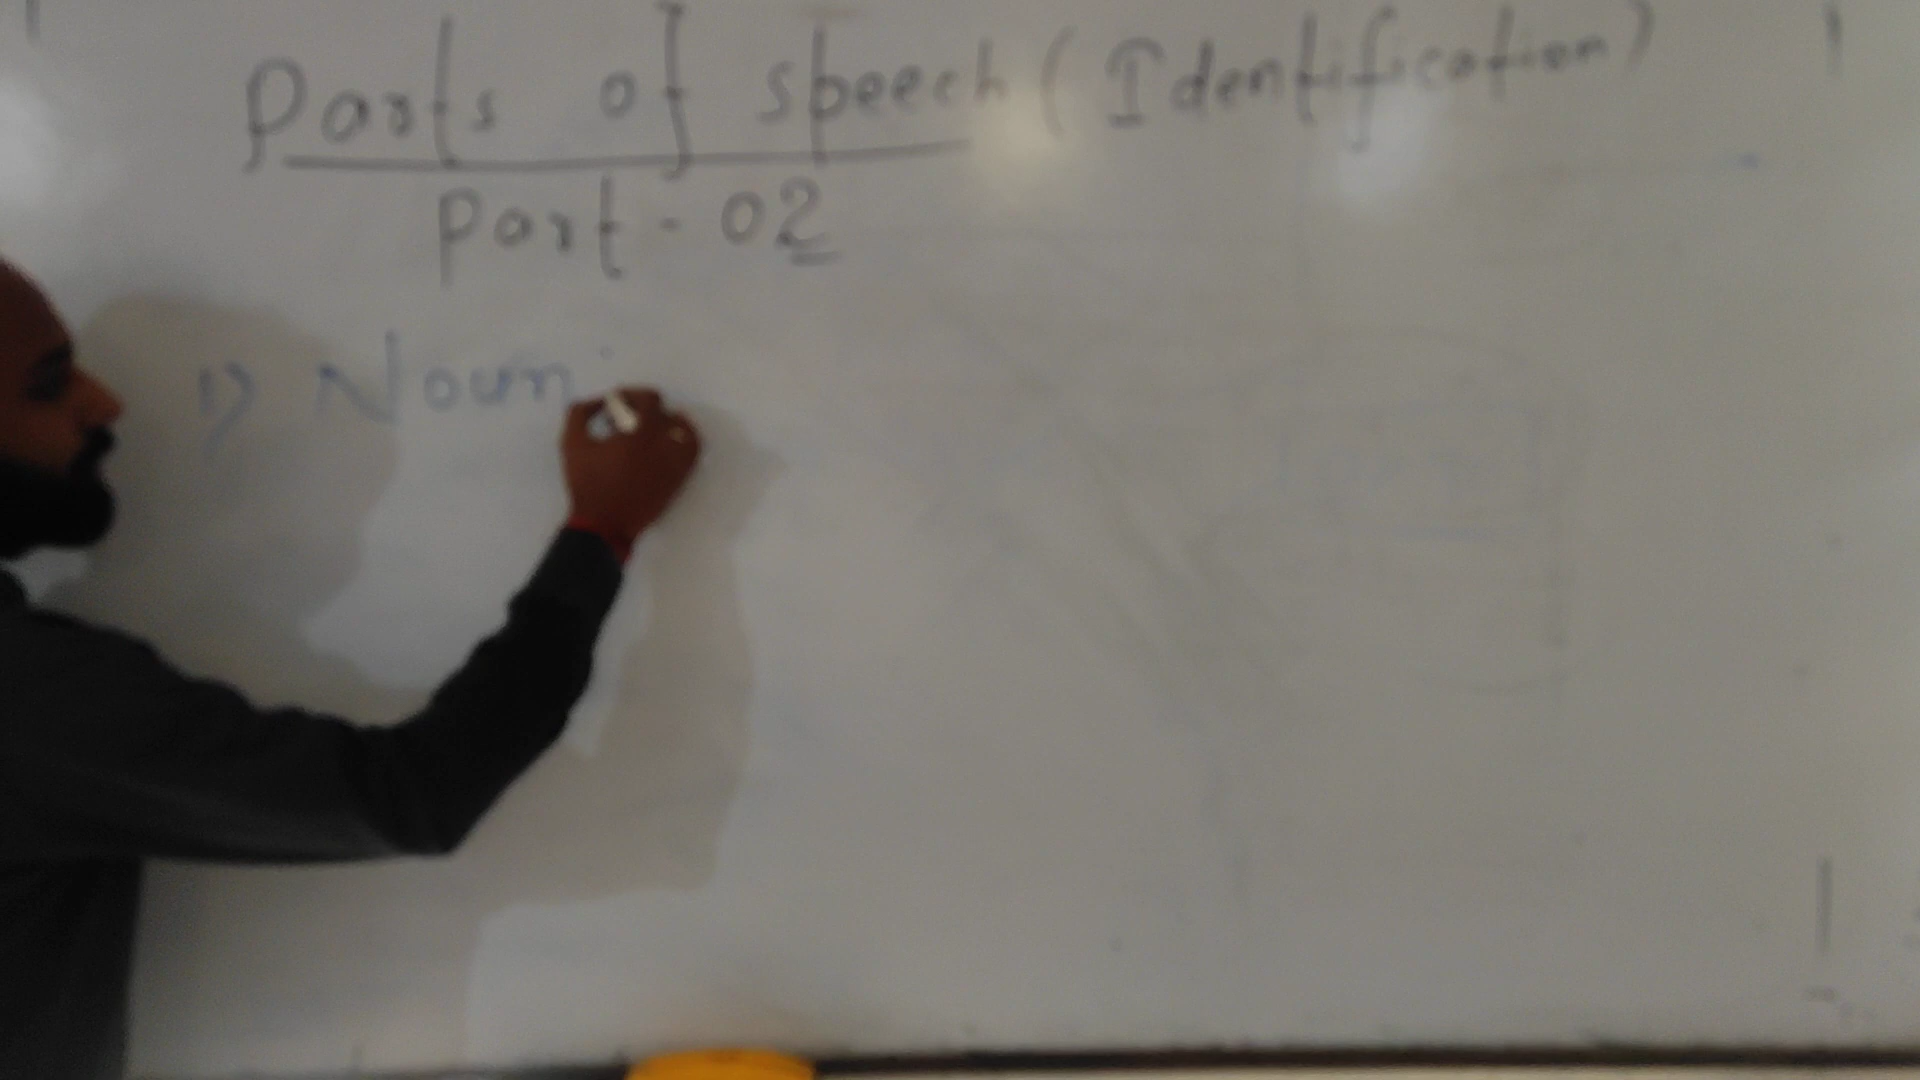 Parts of speech (Identification)
Part - 02
1) Noun :